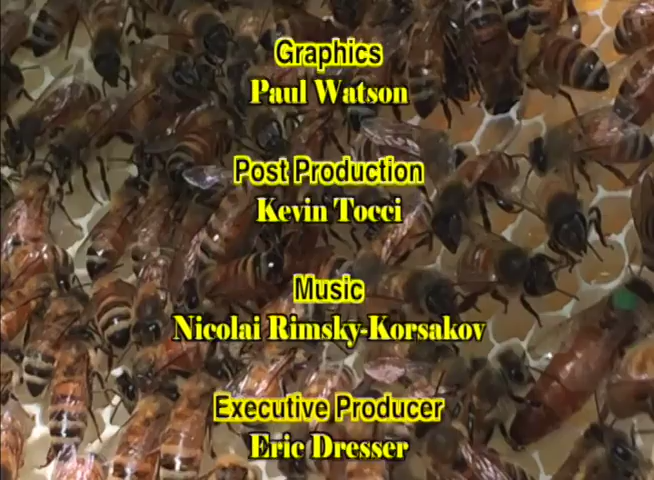 Graphics
Paul Watson
Post Production
Kevin Tocci
Music
Nicolai Rimsky-Korsakov
Executive Producer
Eric Dresser